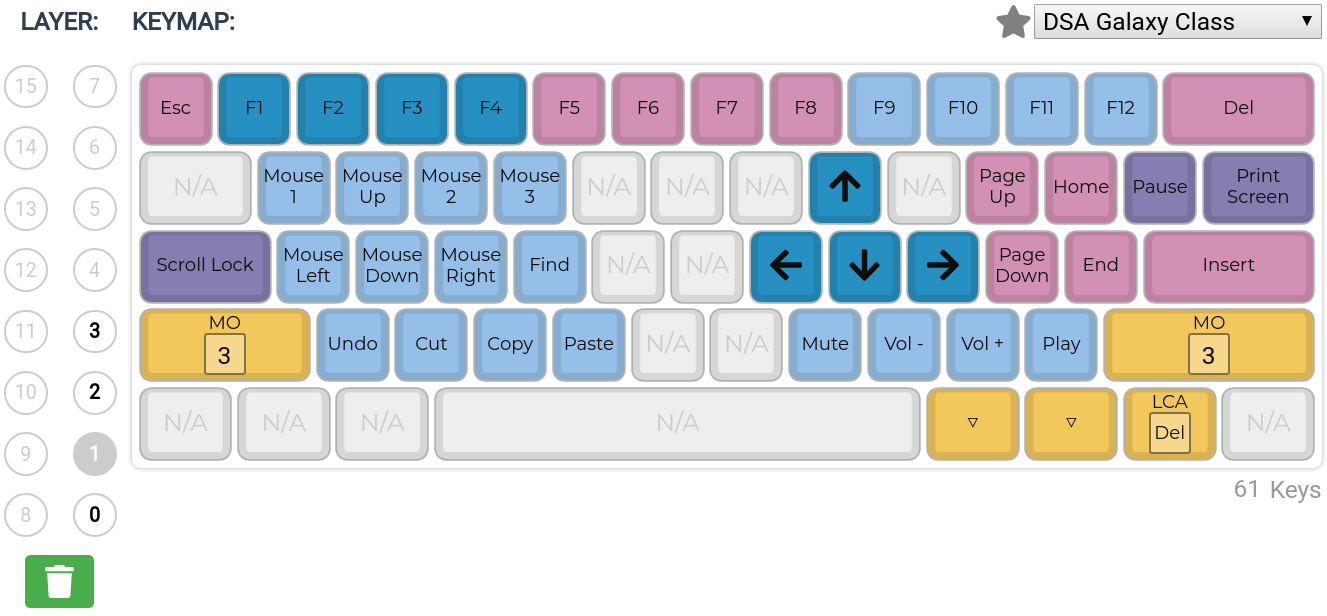 LAYER: KEYMAP: DSA Galaxy Class
15 7 Esc F1 F2 F3 F4 F5 F6 F7 F8 F9 F10 F11 F12 Del
14 6 N/A Mouse 1 Mouse Up Mouse 2 Mouse 3 N/A N/A N/A N/A Page Up Home Pause Print Screen
13 5
12 4 Scroll Lock Mouse Left Mouse Down Mouse Right Find N/A N/A Page Down End Insert
11 3 MO 3 Undo Cut Copy Paste N/A N/A Mute Vol - Vol + Play MO 3
10 2
9 1 N/A N/A N/A N/A ▽ ▽ LCA Del N/A
61 Keys
8 0